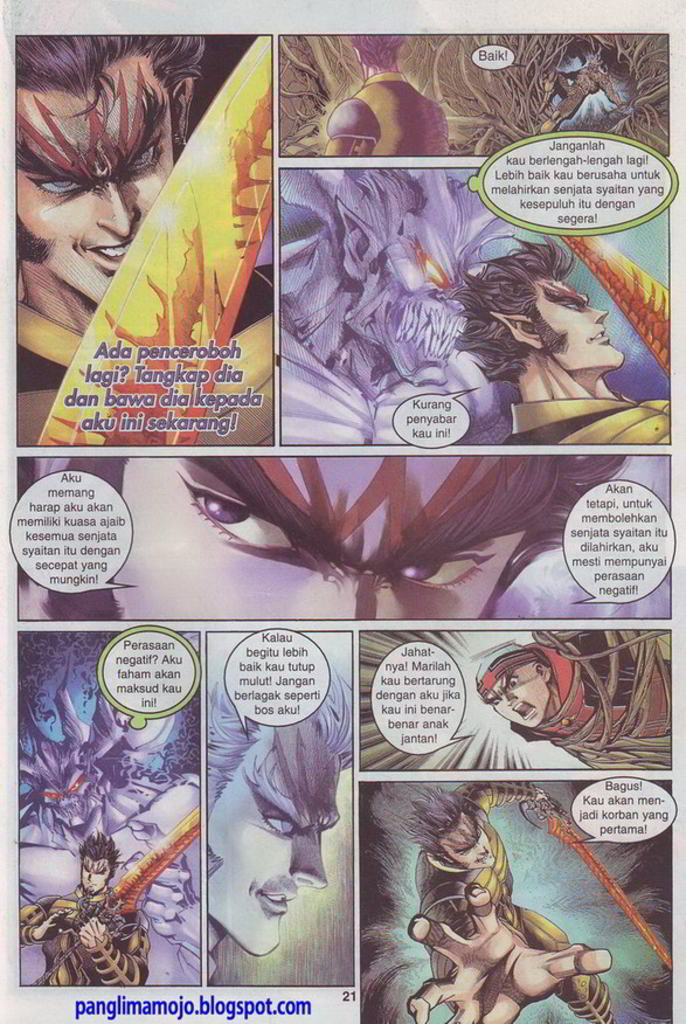 Ada penceroboh
lagi? Tangkap dia
dan bawa dia kepada
aku ini sekarang!
Baik!
Janganlah
kau berlengah-lengah lagi!
Lebih baik kau berusaha untuk
melahirkan senjata syaitan yang
kesepuluh itu dengan
segera!
Kurang
penyabar
kau ini!
Aku
memang
harap aku akan
memiliki kuasa ajaib
kesemua senjata
syaitan itu dengan
secepat yang
mungkin!
Akan
tetapi, untuk
membolehkan
senjata syaitan itu
dilahirkan, aku
mesti mempunyai
perasaan
negatif!
Perasaan
negatif? Aku
faham akan
maksud kau
ini!
Kalau
begitu lebih
baik kau tutup
mulut! Jangan
berlagak seperti
bos aku!
Jahat-
nya! Marilah
kau bertarung
dengan aku jika
kau ini benar-
benar anak
jantan!
Bagus!
Kau akan men-
jadi korban yang
pertama!
panglimamojo.blogspot.com
21